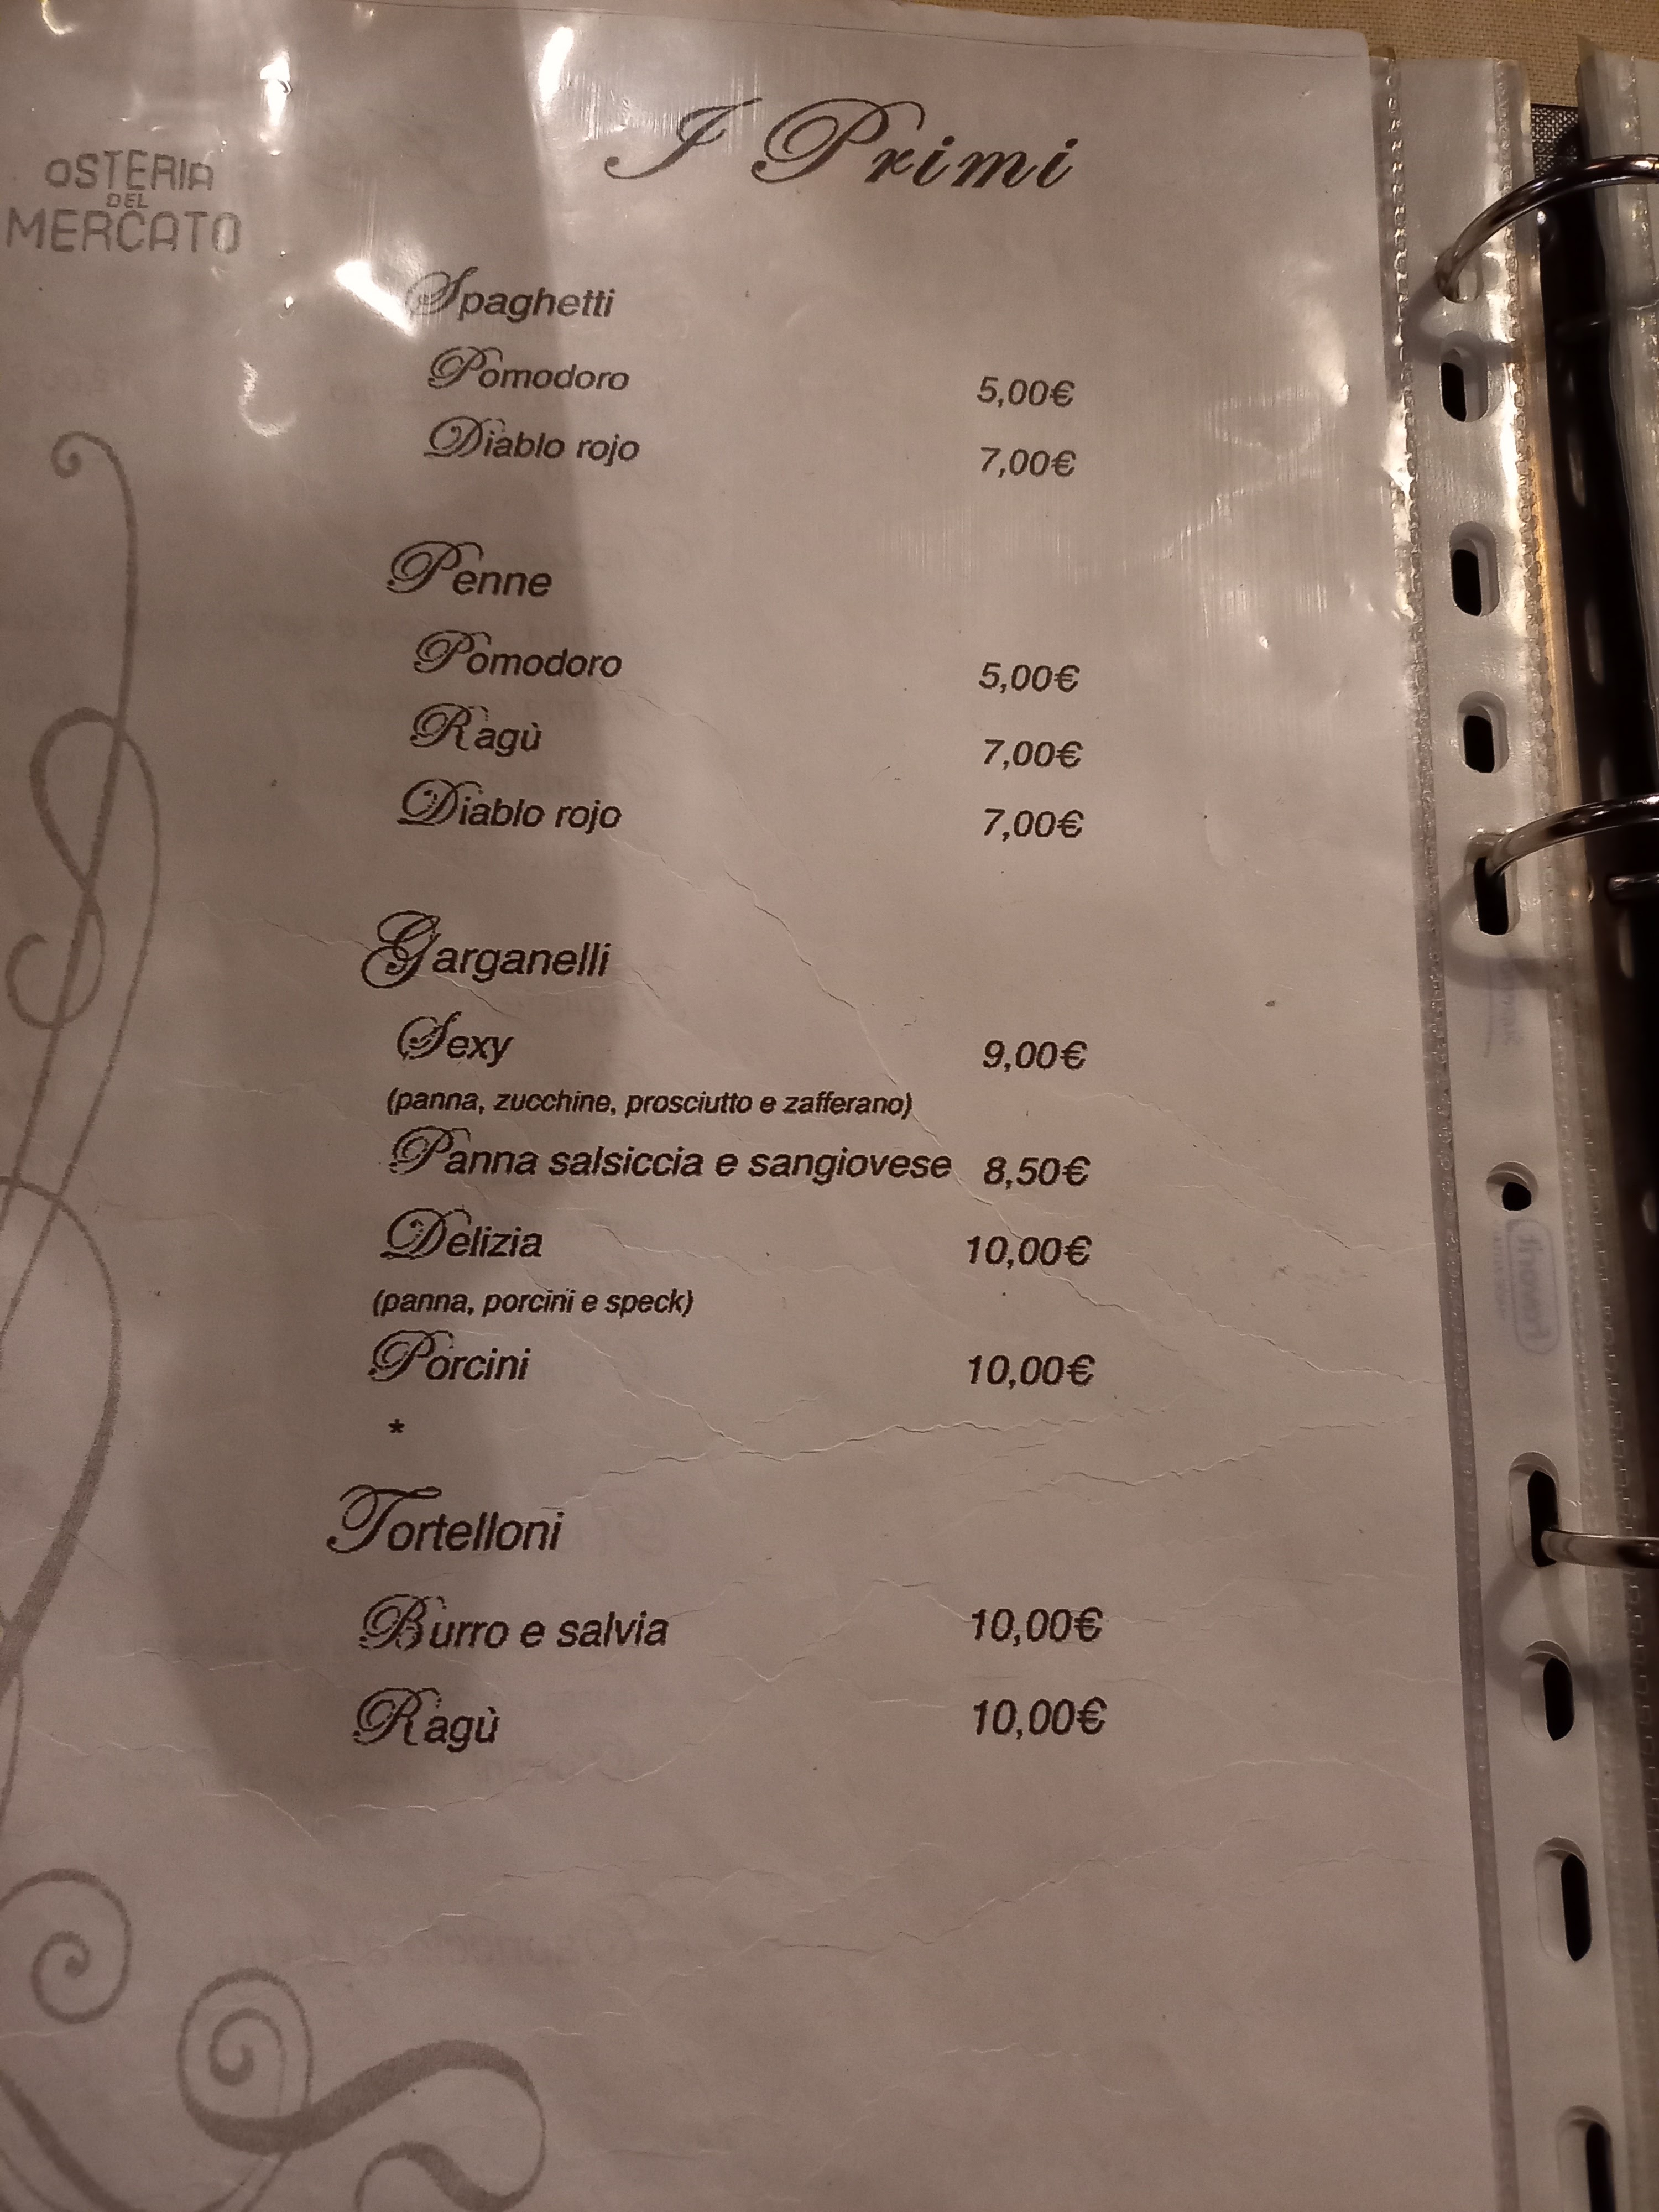 OSTERIA
DEL
MERCATO
I Primi
Spaghetti
Pomodoro 5,00€
Diablo rojo 7,00€
Penne
Pomodoro 5,00€
Ragù 7,00€
Diablo rojo 7,00€
Garganelli
Sexy 9,00€
(panna, zucchine, prosciutto e zafferano)
Panna salsiccia e sangiovese 8,50€
Delizia 10,00€
(panna, porcini e speck)
Porcini 10,00€
*
Tortelloni
Burro e salvia 10,00€
Ragù 10,00€